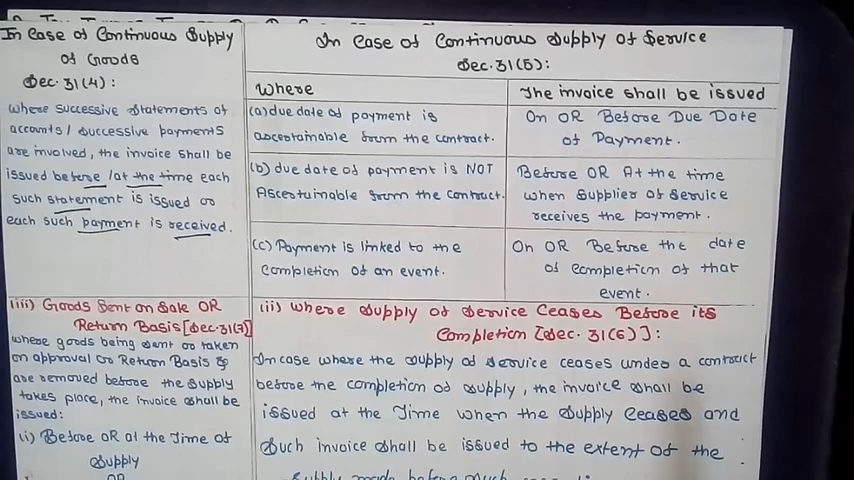 In Case of Continuous Supply
of Goods
Sec. 31(4):
where successive statements of
accounts/ successive payments
are involved, the invoice shall be
issued before /at the time each
such statement is issued or
each such payment is received.
In Case of Continuous Supply of Service
Sec. 31(5):
Where
The invoice shall be issued
(a) due date of payment is
ascertainable from the contract.
On OR Before Due Date
of Payment.
(b) due date of payment is NOT
Ascertainable from the contract.
Before OR At the time
when supplier of service
receives the payment.
(c) Payment is linked to the
completion of an event.
On OR Before the date
of completion of that
event.
(iii) Goods Sent on Sale OR
Return Basis [Sec. 31(7)]
where goods being sent or taken
on approval or Return Basis &
are removed before the supply
takes place, the invoice shall be
issued:
(i) Before OR at the Time of
Supply
OR
(ii) Where Supply of Service Ceases Before its
Completion [Sec. 31(6)]:
In case where the supply of service ceases under a contract
before the completion of supply, the invoice shall be
issued at the Time when the Supply Ceases and
Such invoice shall be issued to the extent of the
supply made before such